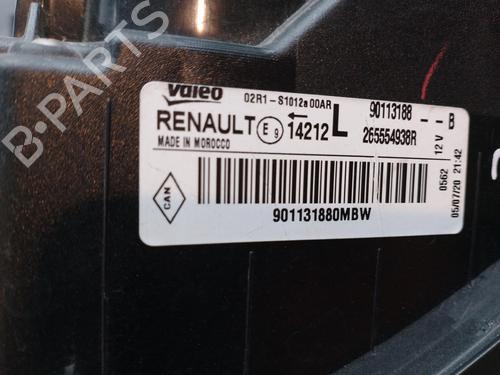 Valeo 02R1-S1012a00AR 90113188 -- B
RENAULT E9 14212 L 265554938R
MADE IN MOROCCO
12 V
CAN
901131880MBW
0562
05/07/20 21:42
B-PARTS